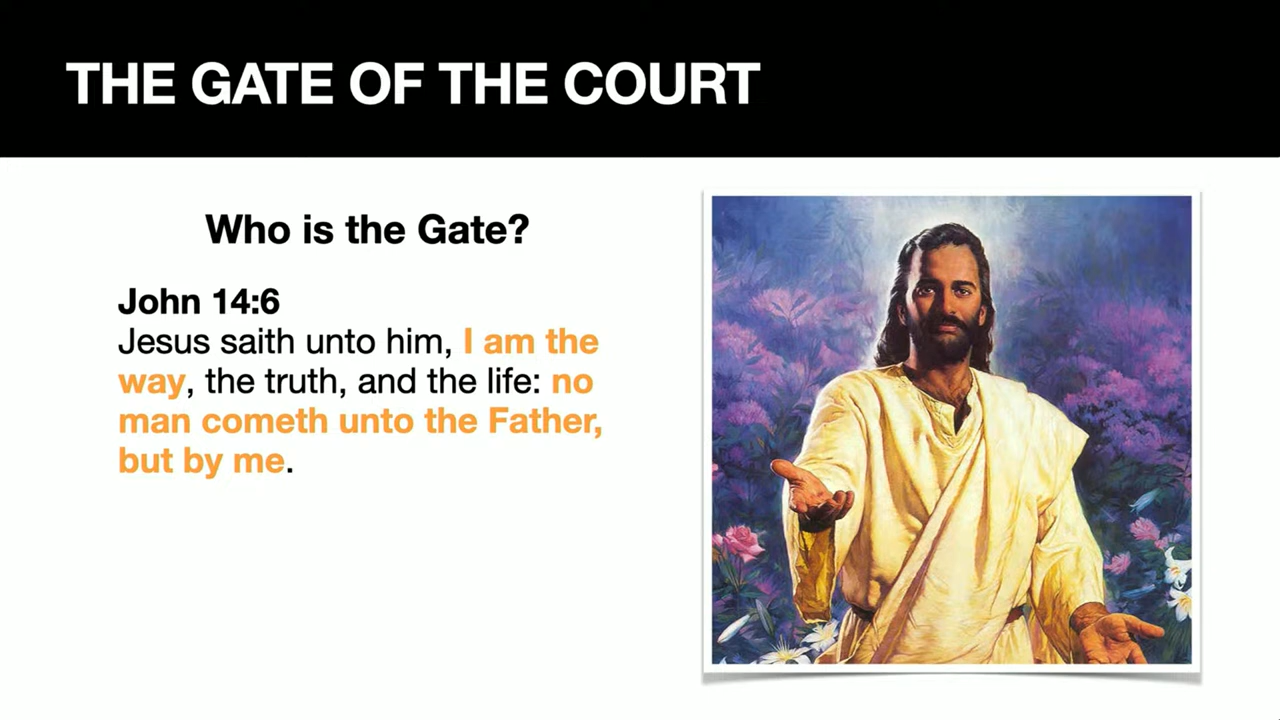 THE GATE OF THE COURT
Who is the Gate?
John 14:6
Jesus saith unto him, I am the
way, the truth, and the life: no
man cometh unto the Father,
but by me.